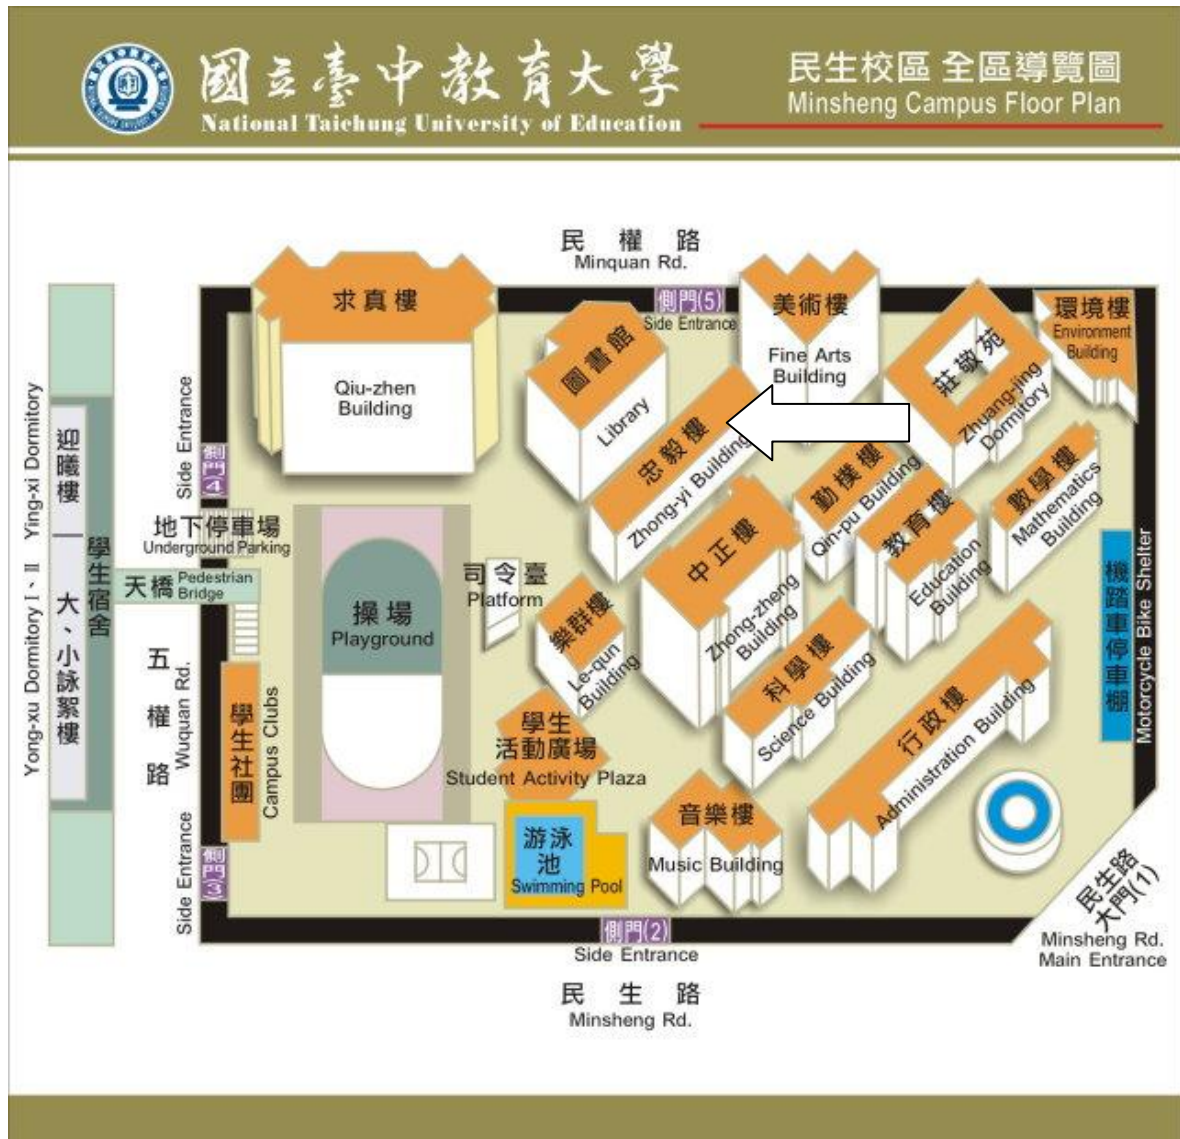 國立臺中教育大學
National Taichung University of Education
民生校區 全區導覽圖
Minsheng Campus Floor Plan
民權路
Minquan Rd.
求真樓
Qiu-zhen
Building
圖書館
Library
側門(5)
Side Entrance
美術樓
Fine Arts
Building
莊敬苑
Zhuang-jing
Dormitory
環境樓
Environment
Building
忠毅樓
Zhong-yi Building
勤樸樓
Qin-pu Building
教育樓
Education
Building
數學樓
Mathematics
Building
中正樓
Zhong-zheng
Building
Side Entrance
側門(4)
地下停車場
Underground Parking
天橋
Pedestrian
Bridge
迎曦樓
Ying-xi Dormitory
學生宿舍
大、小詠絮樓
Yong-xu Dormitory I、II
五權路
Wuquan Rd.
操場
Playground
司令臺
Platform
樂群樓
Le-qun
Building
科學樓
Science Building
行政樓
Administration Building
機踏車停車棚
Motorcycle Bike Shelter
學生社團
Campus Clubs
學生
活動廣場
Student Activity Plaza
游泳
池
Swimming Pool
音樂樓
Music Building
Side Entrance
側門(3)
側門(2)
Side Entrance
民生路
大門(1)
Minsheng Rd.
Main Entrance
民生路
Minsheng Rd.